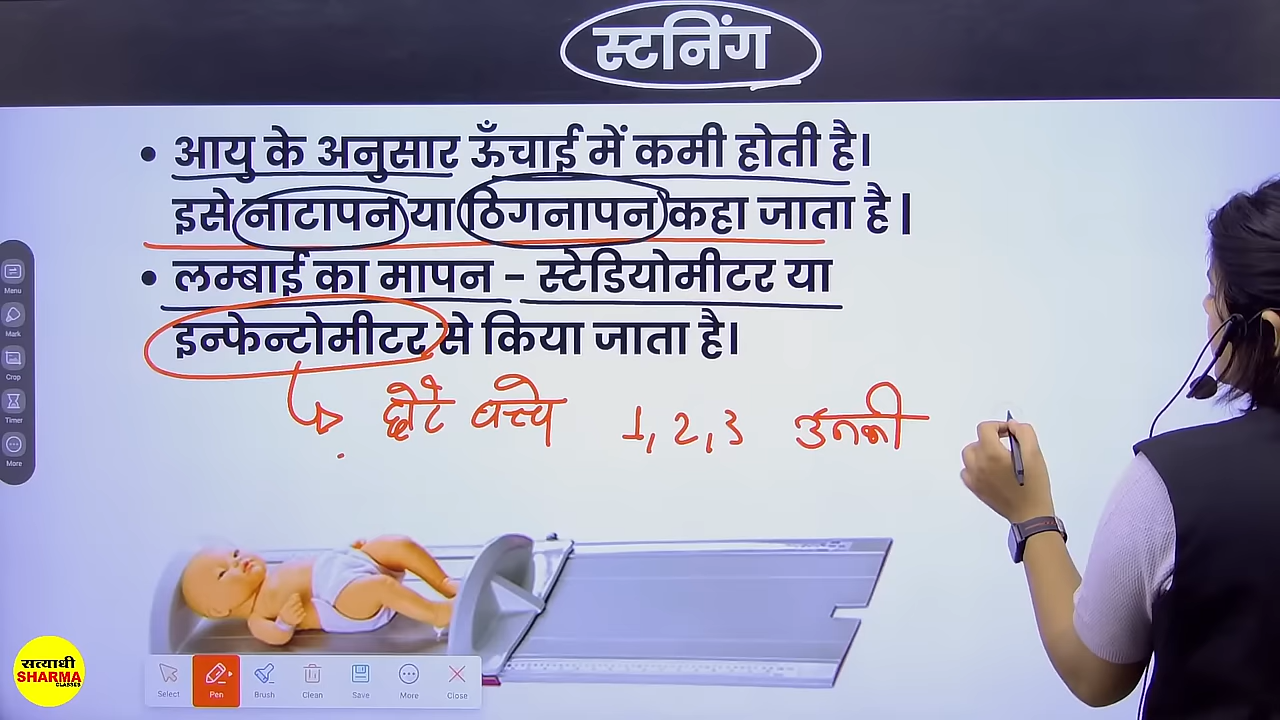 स्टनिंग
• आयु के अनुसार ऊँचाई में कमी होती है।
इसे नाटापन या ठिगनापन कहा जाता है |
• लम्बाई का मापन - स्टेडियोमीटर या
इन्फेन्टोमीटर से किया जाता है।
छोटे बच्चे 1, 2, 3 उनकी
Menu
Mark
Crop
Timer
More
Select
Pen
Brush
Clean
Save
More
Close
सत्याधी
SHARMA
CLASSES